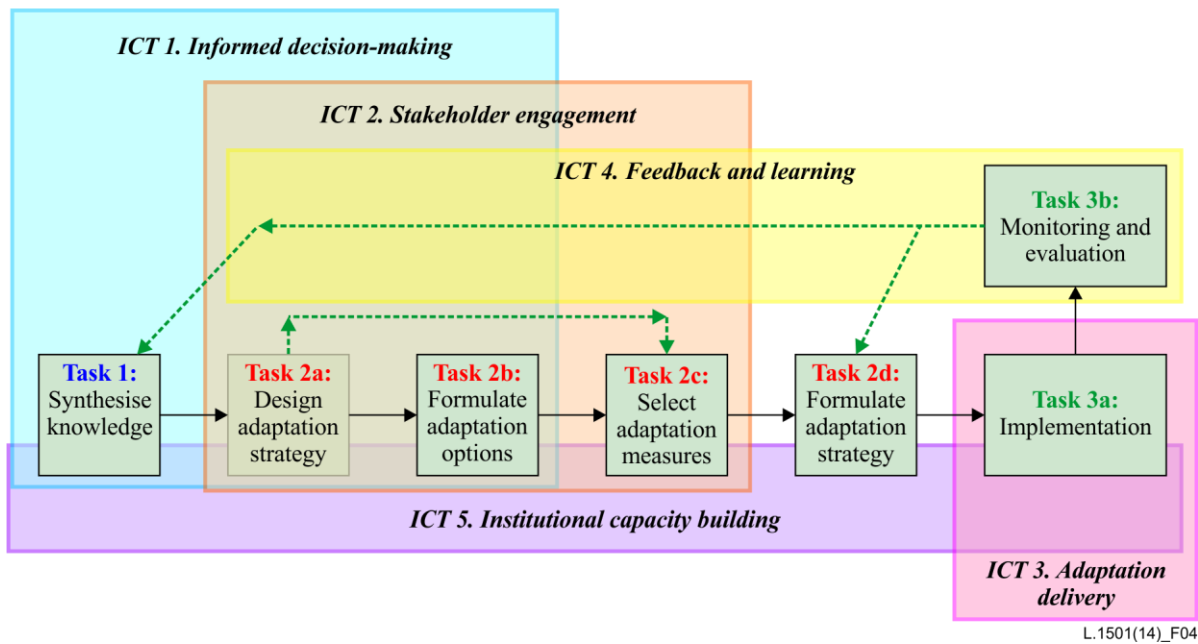 ICT 1. Informed decision-making
ICT 2. Stakeholder engagement
ICT 4. Feedback and learning
Task 3b:
Monitoring and
evaluation
Task 1:
Synthesise
knowledge
Task 2a:
Design
adaptation
strategy
Task 2b:
Formulate
adaptation
options
Task 2c:
Select
adaptation
measures
Task 2d:
Formulate
adaptation
strategy
Task 3a:
Implementation
ICT 5. Institutional capacity building
ICT 3. Adaptation
delivery
L.1501(14)_F04